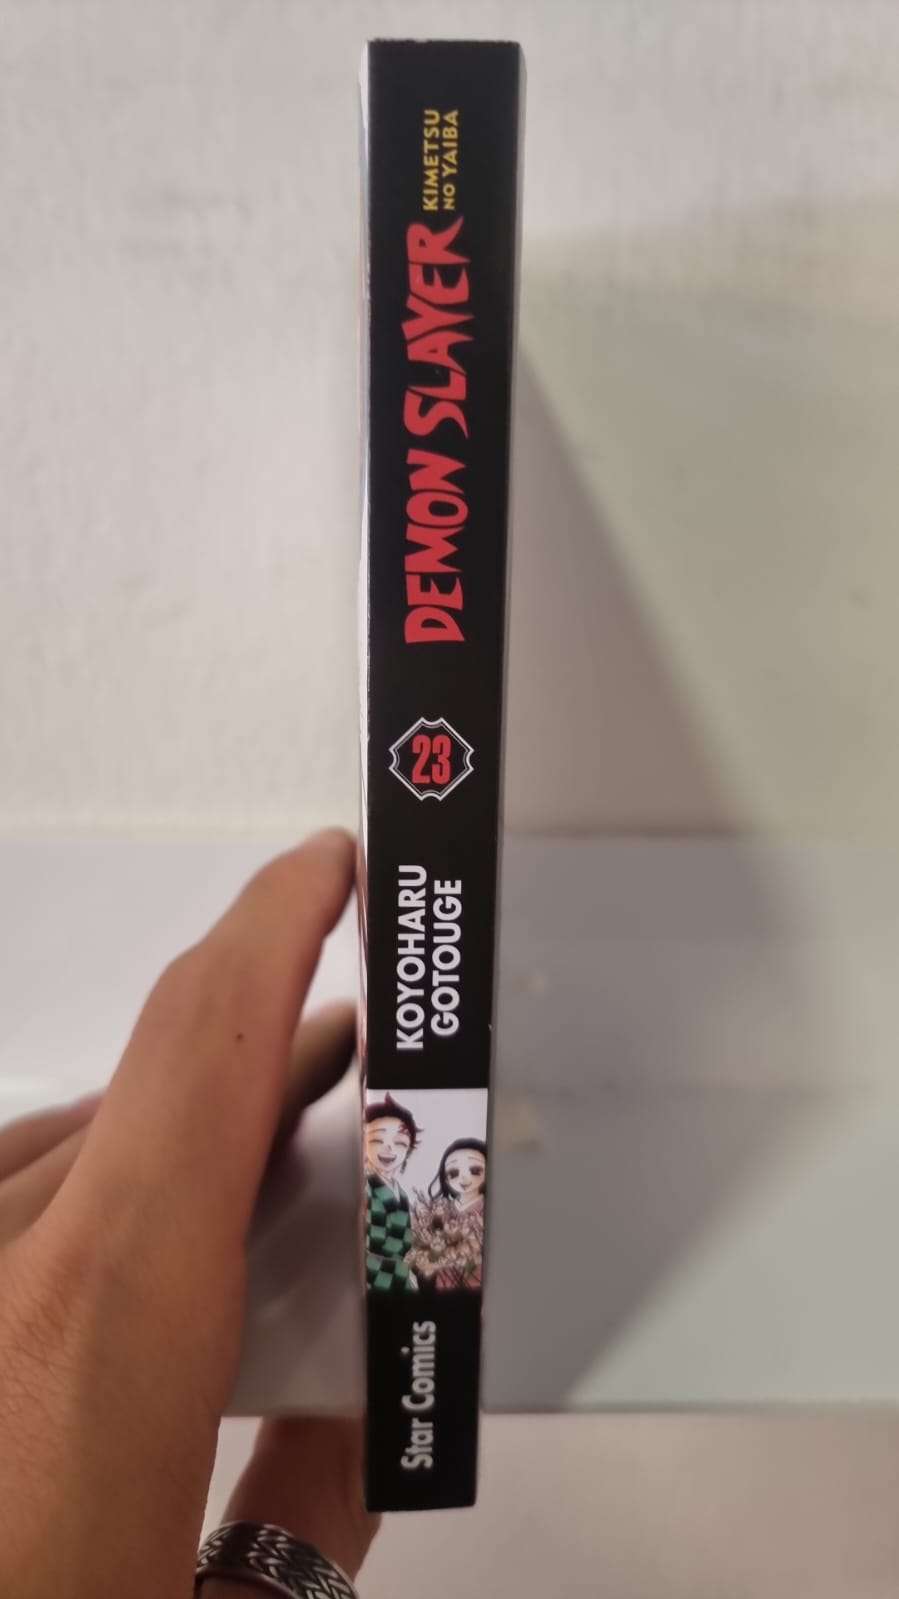 Star Comics
KOYOHARU
GOTOUGE
23
DEMON SLAYER
KIMETSU
NO YAIBA